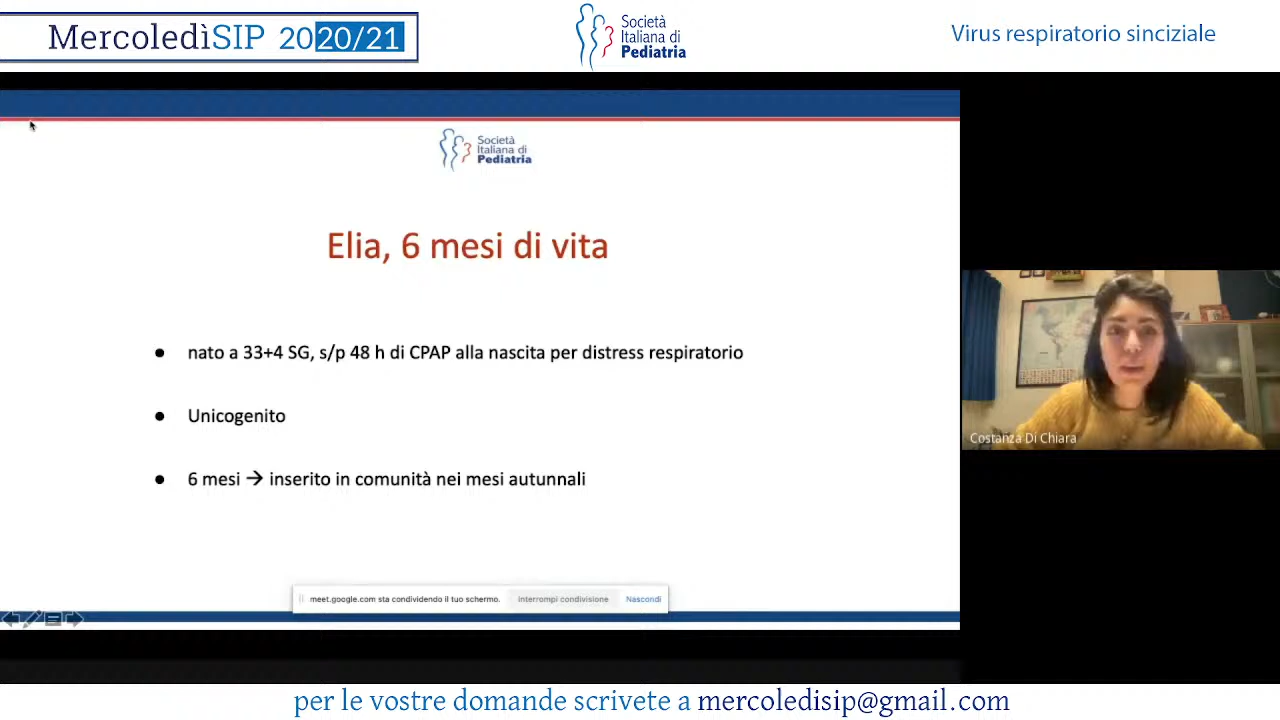 MercoledìSIP 2020/21
Società
Italiana di
Pediatria
Virus respiratorio sinciziale
Società
Italiana di
Pediatria
Elia, 6 mesi di vita
● nato a 33+4 SG, s/p 48 h di CPAP alla nascita per distress respiratorio
● Unicogenito
● 6 mesi → inserito in comunità nei mesi autunnali
Costanza Di Chiara
meet.google.com sta condividendo il tuo schermo. Interrompi condivisione Nascondi
per le vostre domande scrivete a mercoledisip@gmail.com